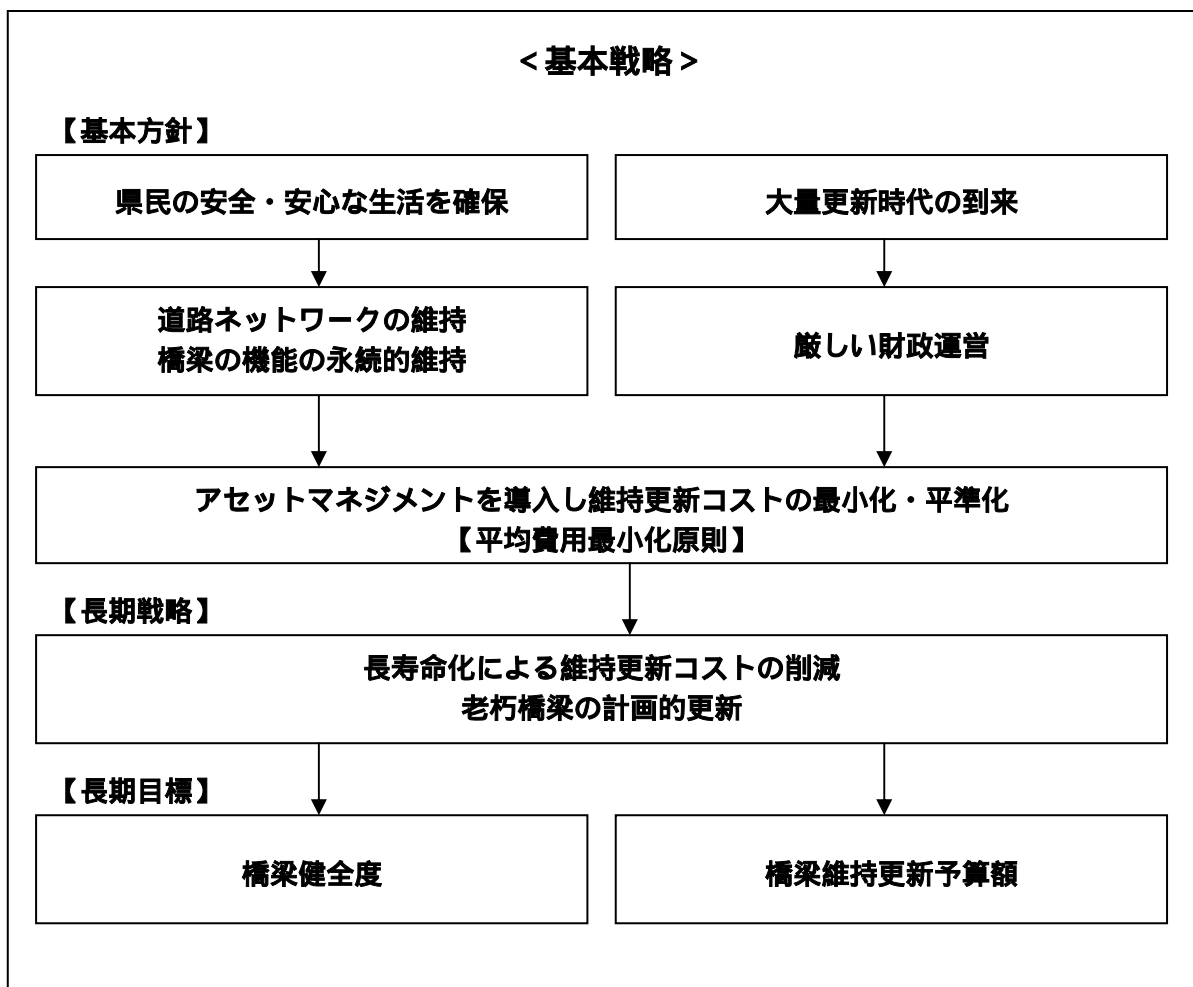 ＜基本戦略＞
【基本方針】
県民の安全・安心な生活を確保
大量更新時代の到来
道路ネットワークの維持
橋梁の機能の永続的維持
厳しい財政運営
アセットマネジメントを導入し維持更新コストの最小化・平準化
【平均費用最小化原則】
【長期戦略】
長寿命化による維持更新コストの削減
老朽橋梁の計画的更新
【長期目標】
橋梁健全度
橋梁維持更新予算額